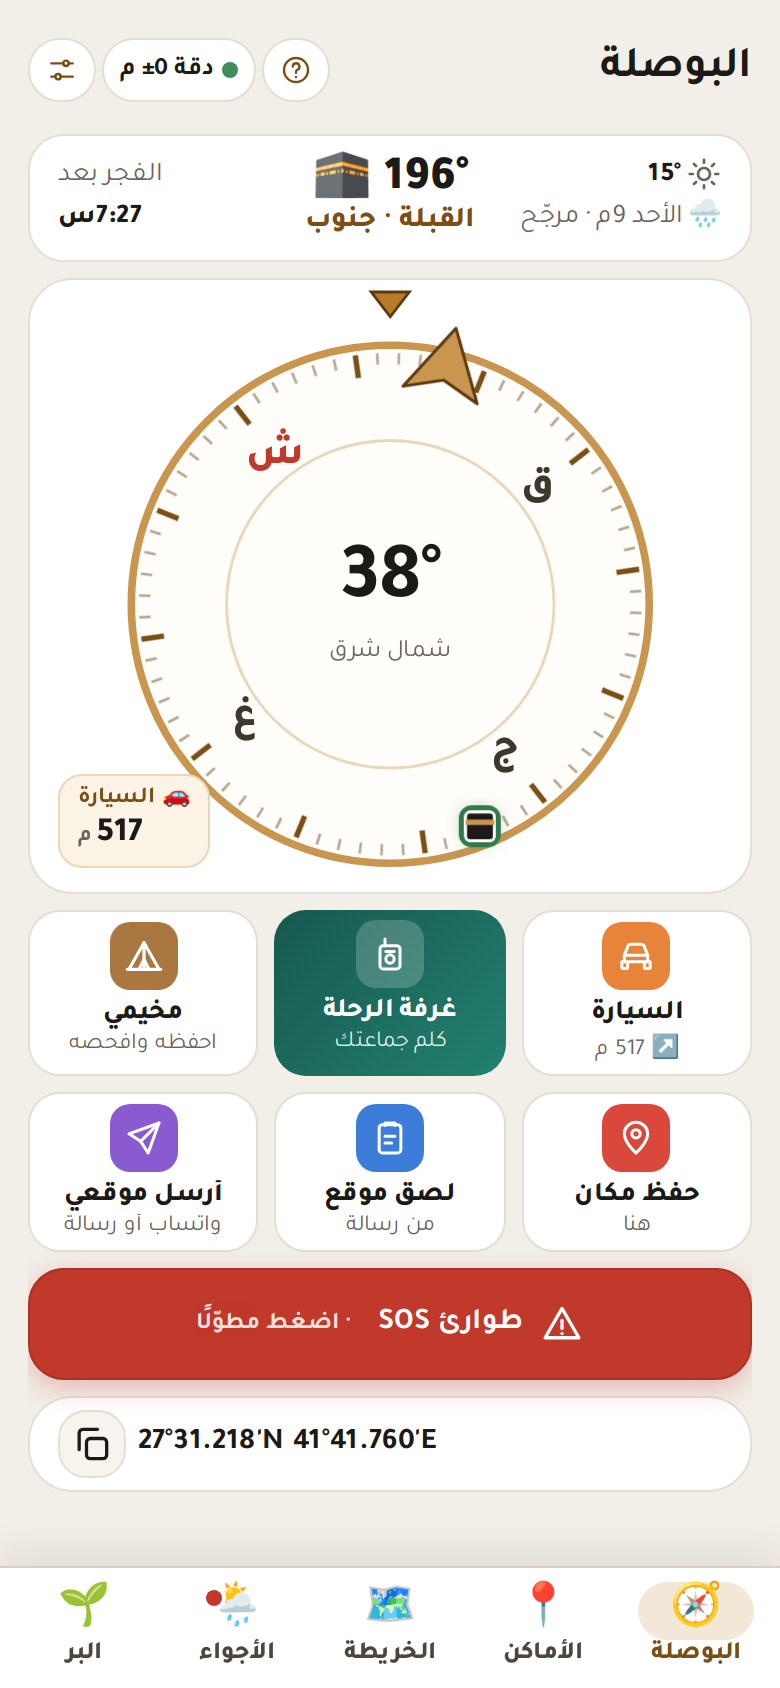 البوصلة
دقة ±0 م
15°
الأحد 9م · مرجّح
196°
القبلة · جنوب
الفجر بعد
7:27س
ش
ق
38°
شمال شرق
غ
ج
السيارة
517 م
السيارة
517 م
غرفة الرحلة
كلم جماعتك
مخيمي
احفظه وافحصه
حفظ مكان
هنا
لصق موقع
من رسالة
أرسل موقعي
واتساب أو رسالة
طوارئ SOS · اضغط مطوّلًا
27°31.218′N 41°41.760′E
البوصلة
الأماكن
الخريطة
الأجواء
البر